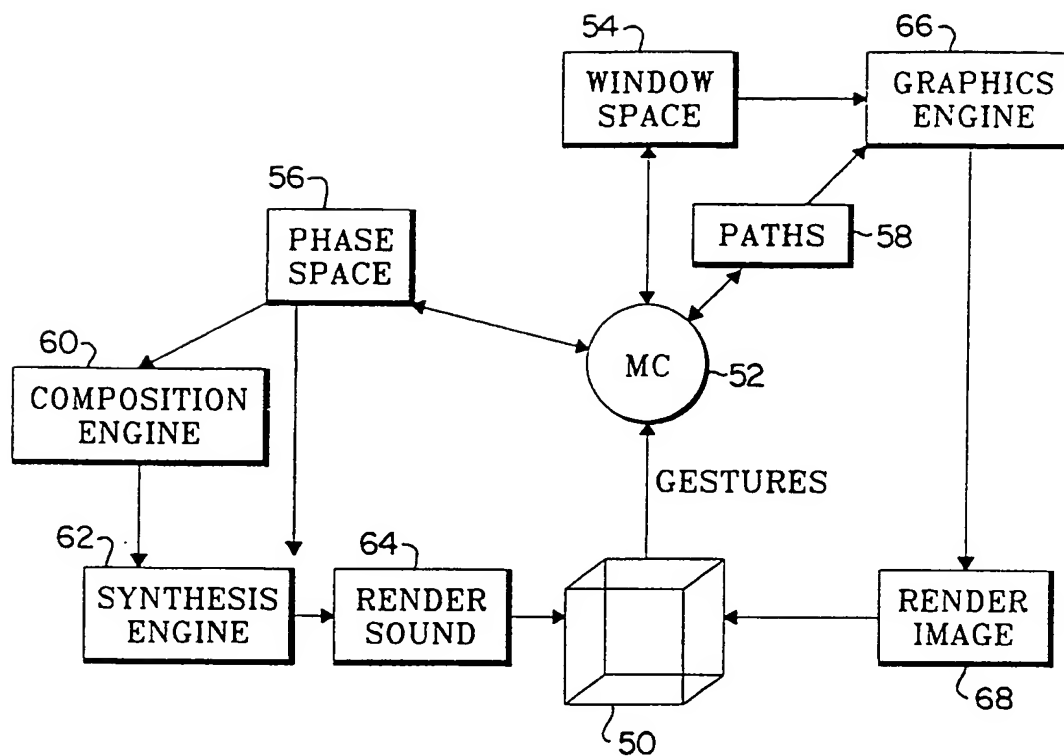 54
66
WINDOW
SPACE
GRAPHICS
ENGINE
56
PHASE
SPACE
PATHS
58
60
COMPOSITION
ENGINE
MC
52
GESTURES
62
SYNTHESIS
ENGINE
64
RENDER
SOUND
50
RENDER
IMAGE
68